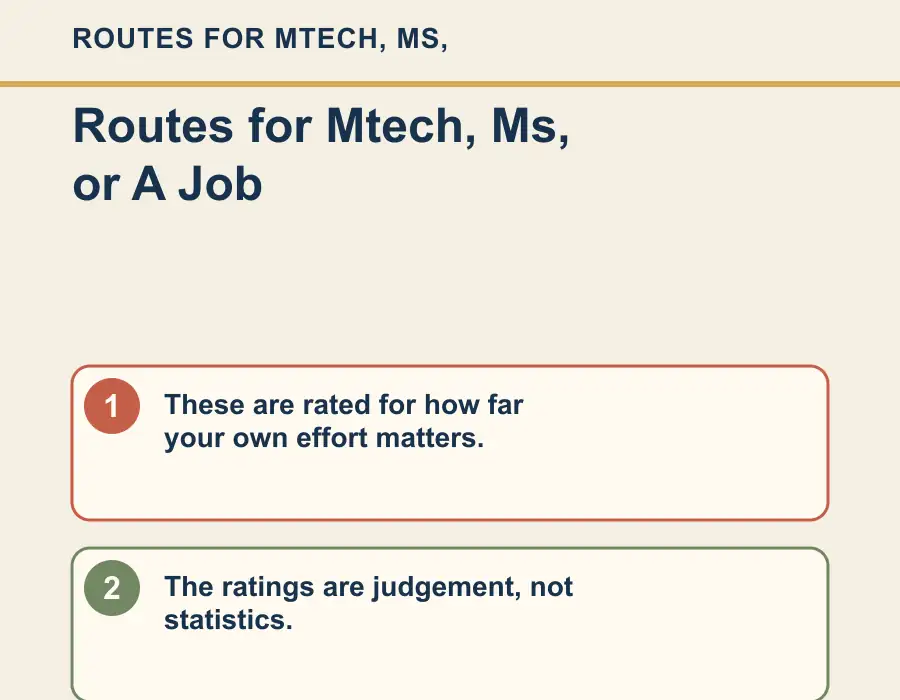 ROUTES FOR MTECH, MS,
Routes for Mtech, Ms,
or A Job
1
These are rated for how far
your own effort matters.
2
The ratings are judgement, not
statistics.